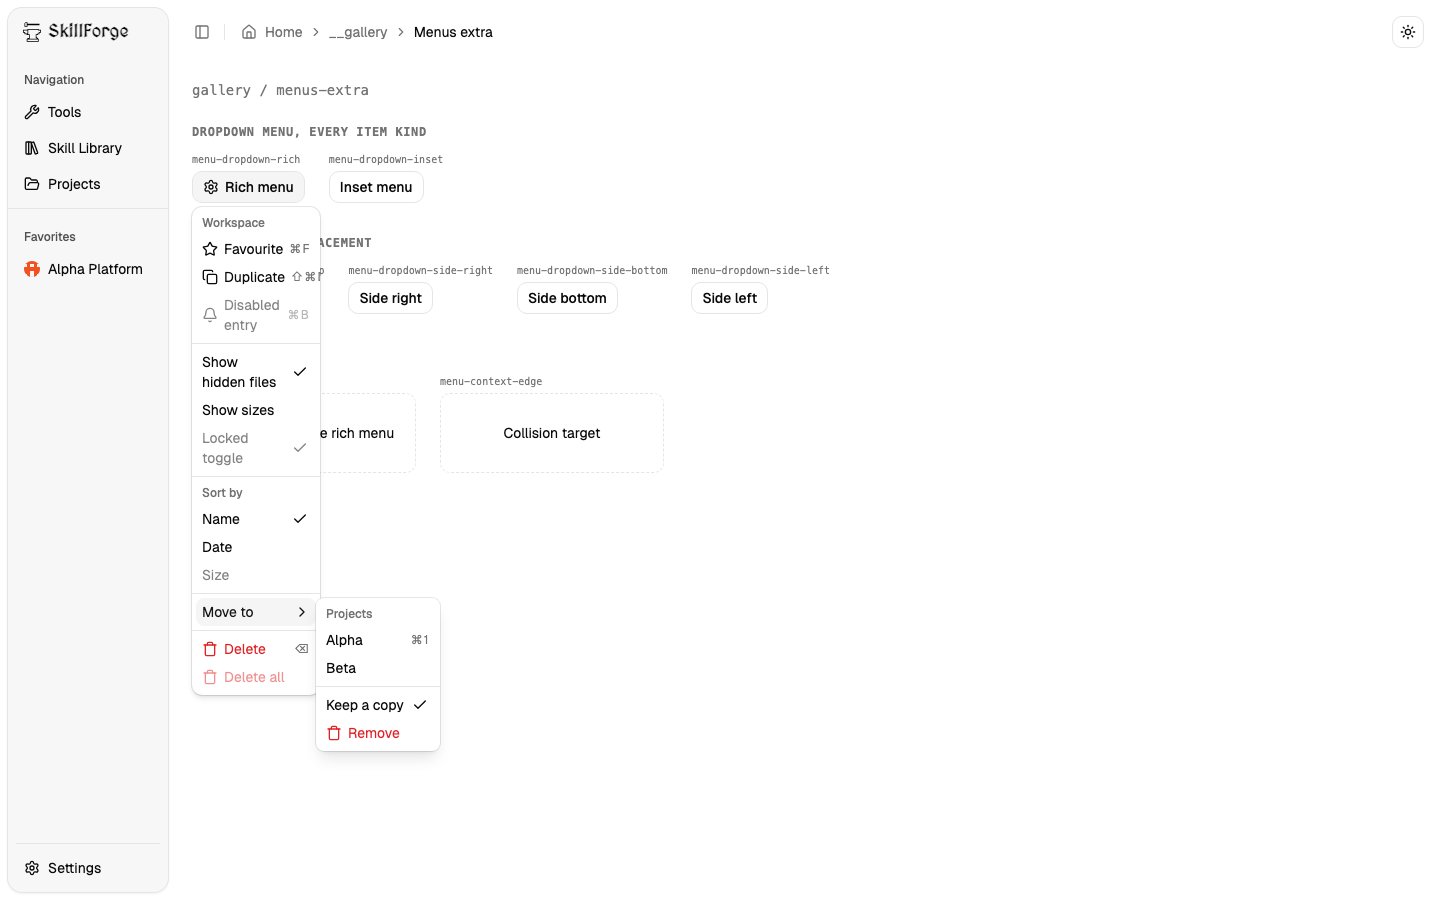 SkillForge
Home
__gallery
Menus extra
Navigation
Tools
Skill Library
Projects
Favorites
Alpha Platform
Settings
gallery / menus-extra
DROPDOWN MENU, EVERY ITEM KIND
menu-dropdown-rich
menu-dropdown-inset
Rich menu
Inset menu
Workspace
Favourite ⌘F
Duplicate ⇧⌘
Disabled
entry ⌘B
Show
hidden files
Show sizes
Locked
toggle
Sort by
Name
Date
Size
Move to
Delete ⌫
Delete all
Projects
Alpha ⌘1
Beta
Keep a copy
Remove
menu-dropdown-side-right
menu-dropdown-side-bottom
menu-dropdown-side-left
Side right
Side bottom
Side left
menu-context-edge
rich menu
Collision target